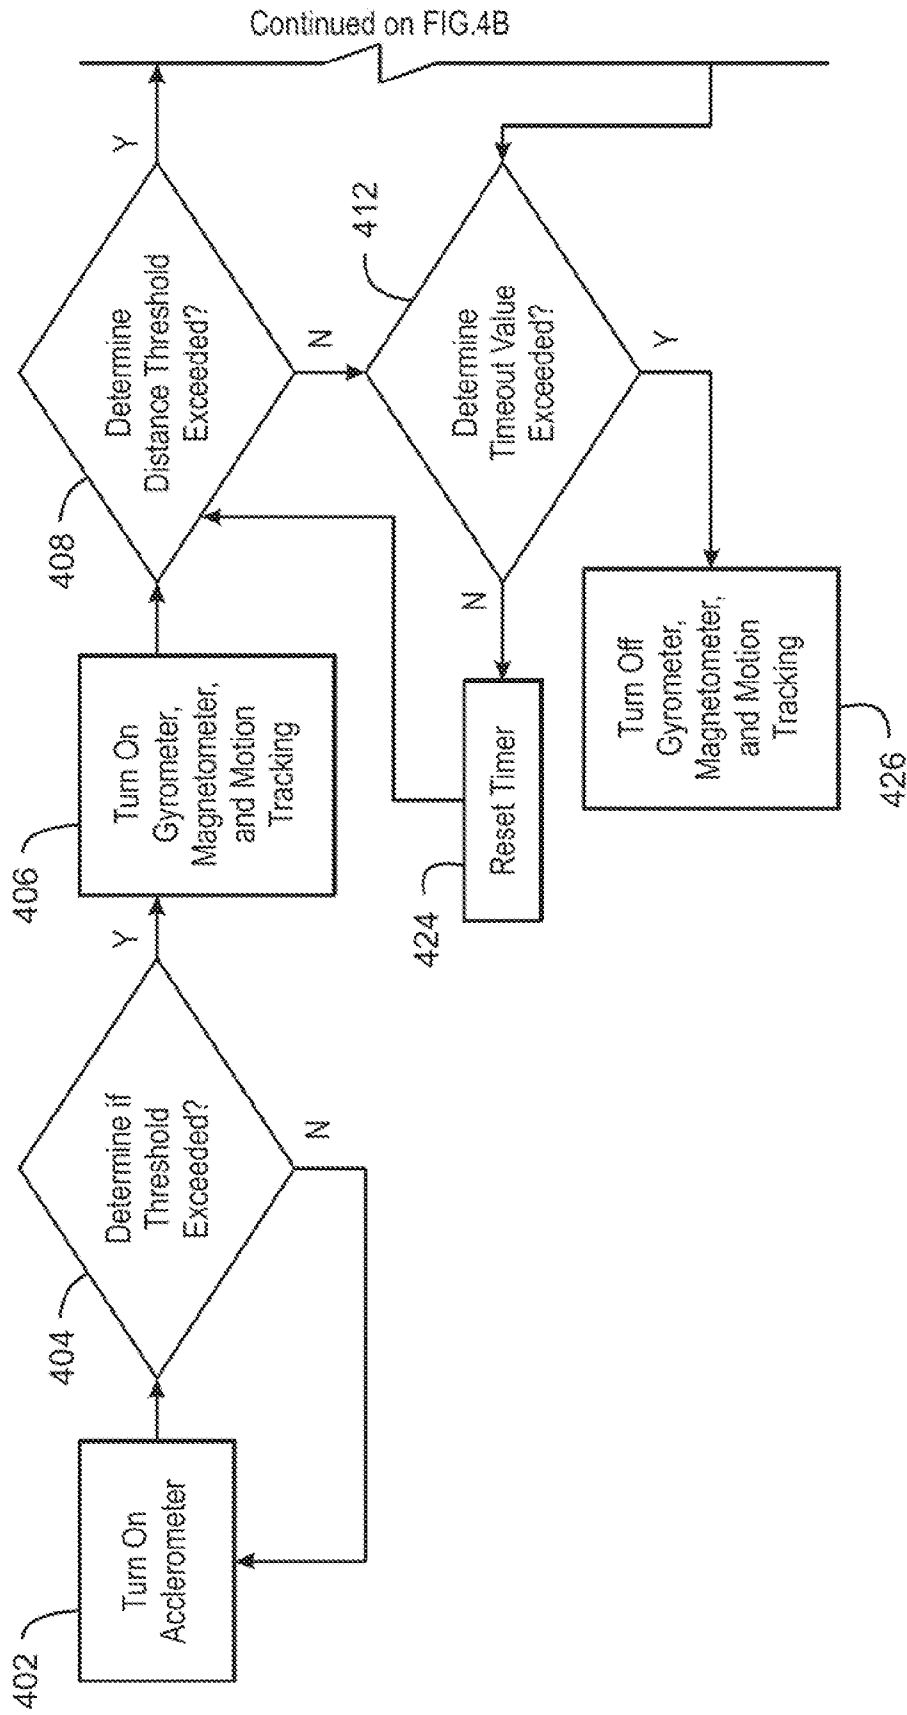 Continued on FIG.4B
402
Turn On
Acclerometer
404
Determine if
Threshold
Exceeded?
Y
N
406
Turn On
Gyrometer,
Magnetometer,
and Motion
Tracking
408
Determine
Distance Threshold
Exceeded?
Y
N
412
Determine
Timeout Value
Exceeded?
N
Y
424
Reset Timer
426
Turn Off
Gyrometer,
Magnetometer,
and Motion
Tracking